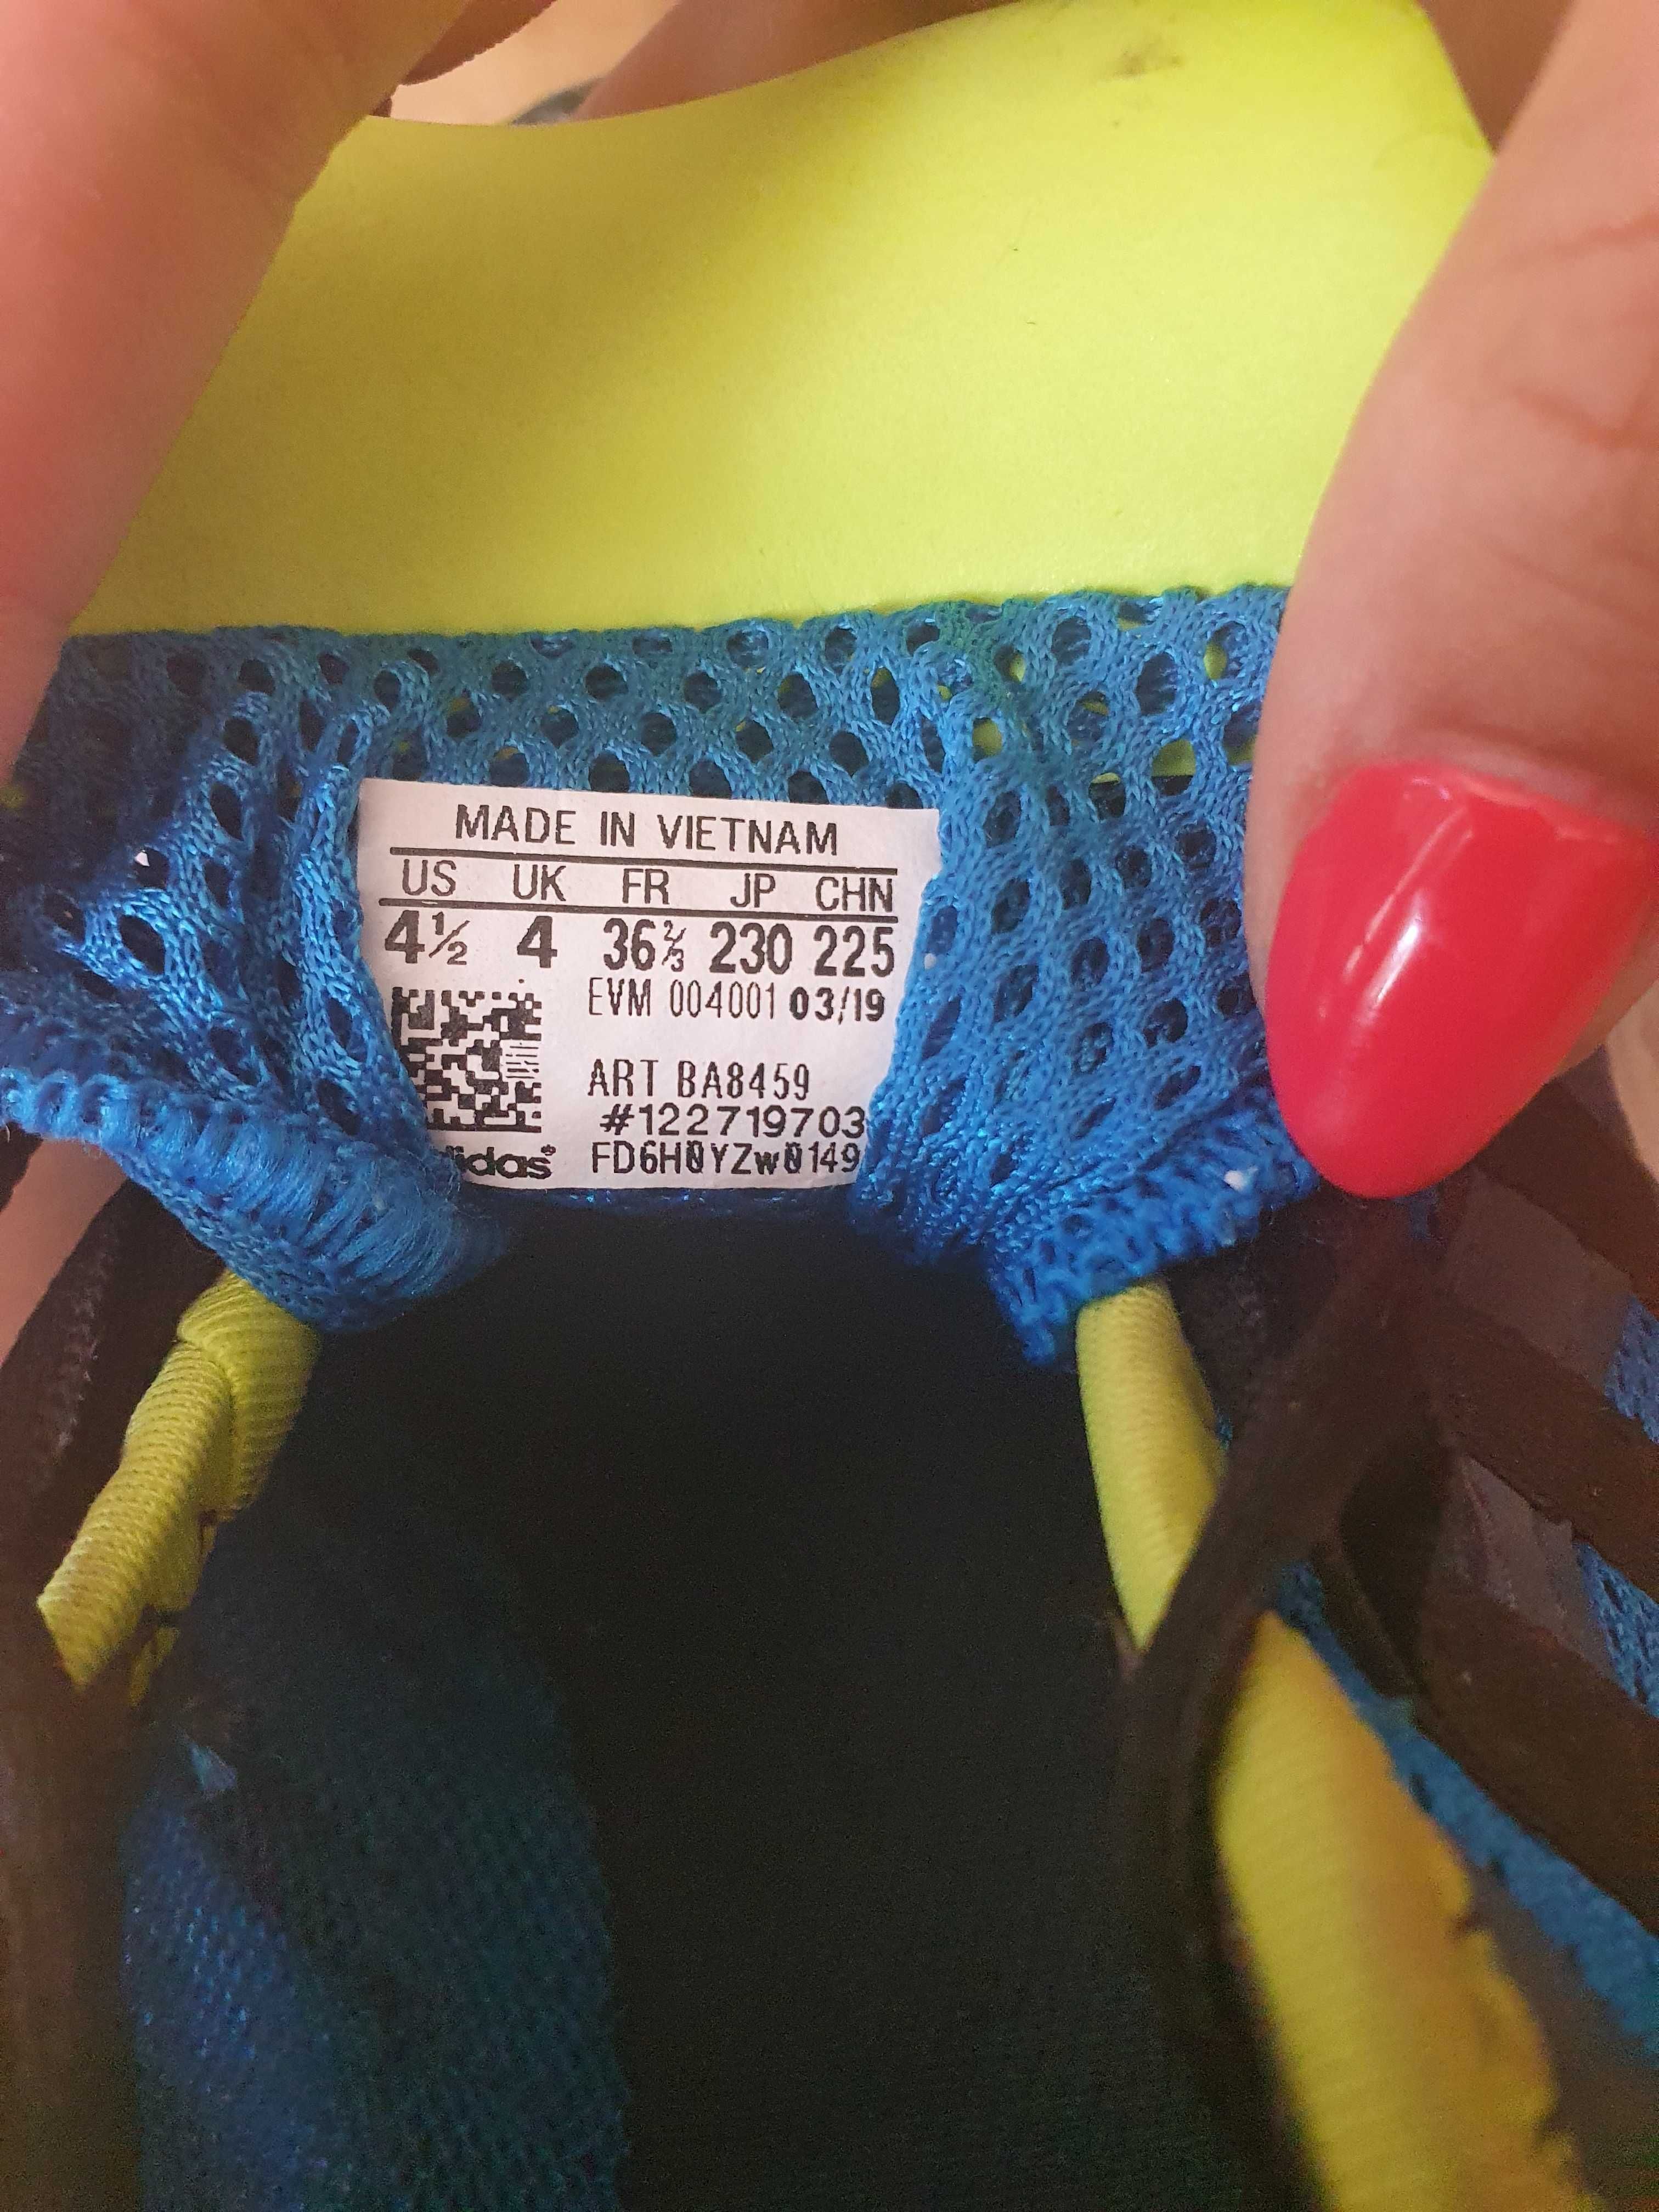 MADE IN VIETNAM
US UK FR JP CHN
4½ 4 36⅔ 230 225
EVM 004001 03/19
ART BA8459
#122719703
FD6H0YZw0149